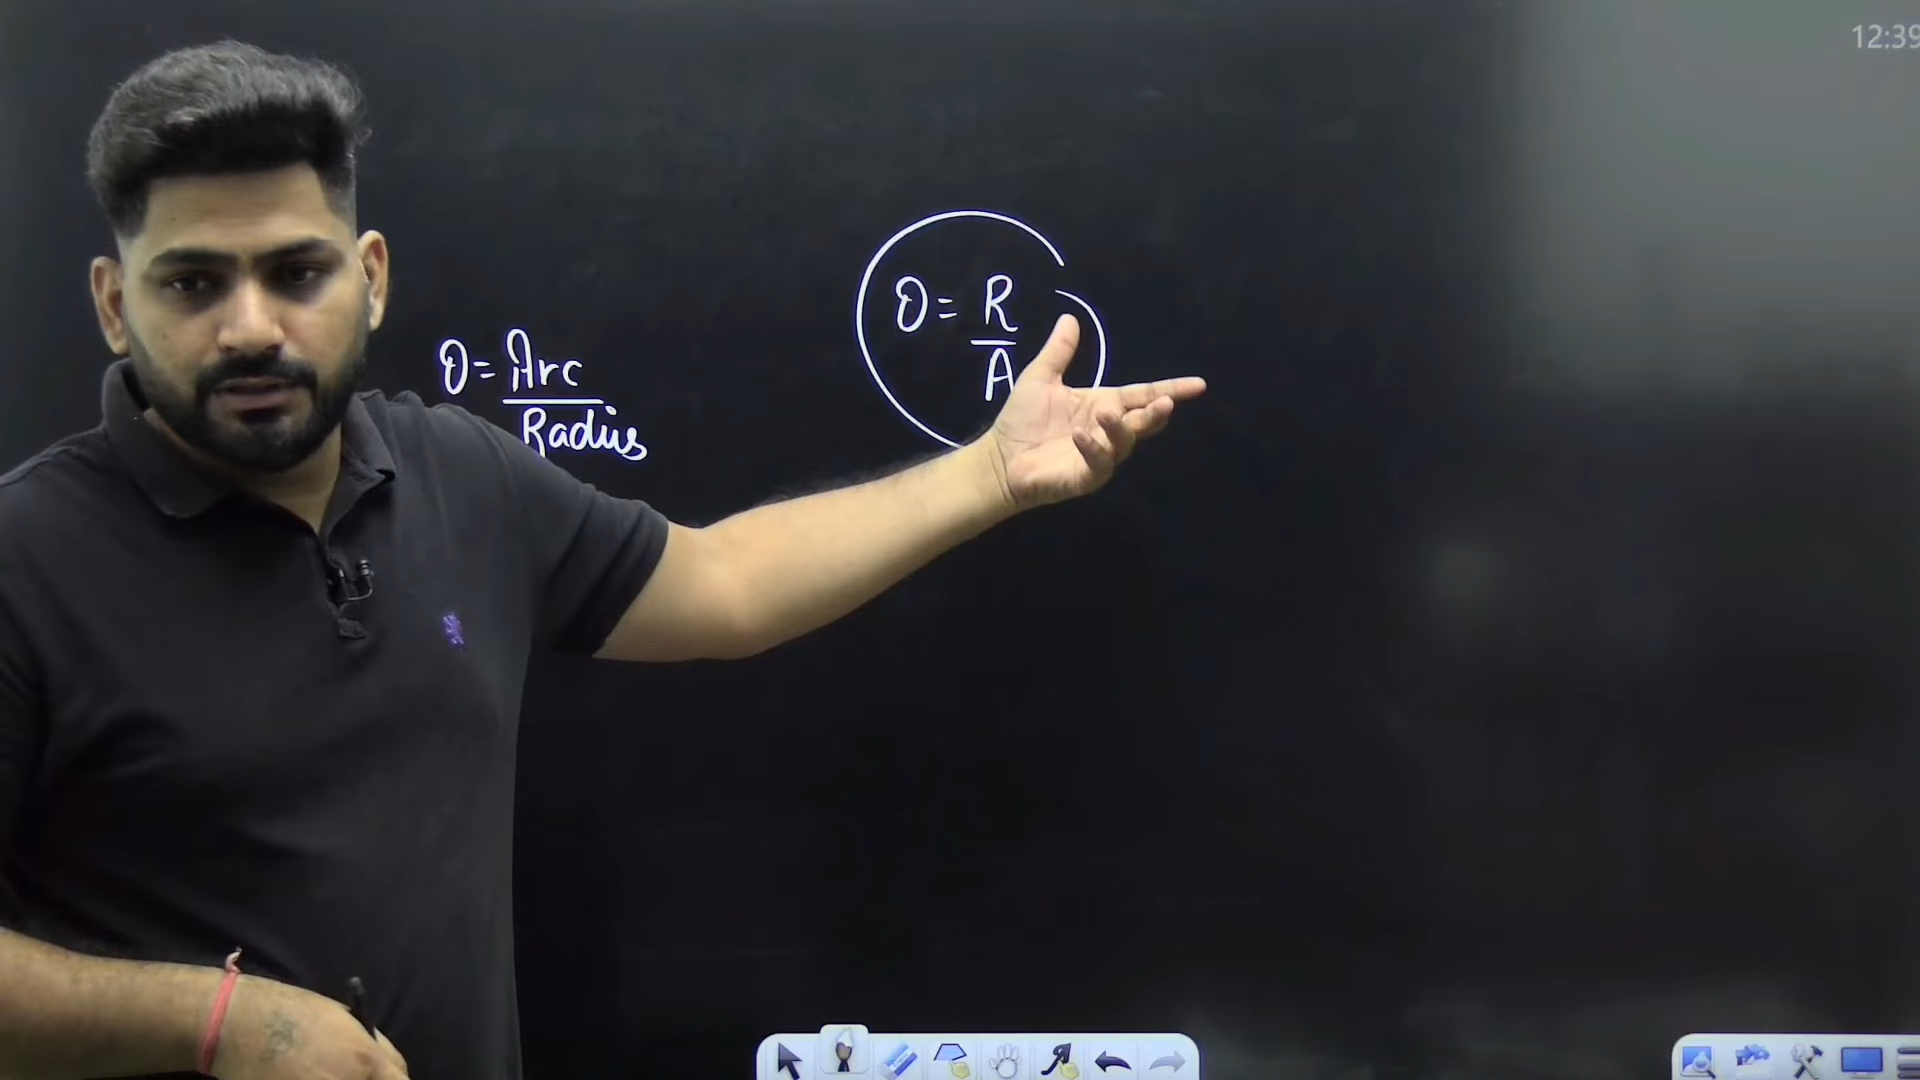 12:39
θ = Arc
Radius
θ = R
A